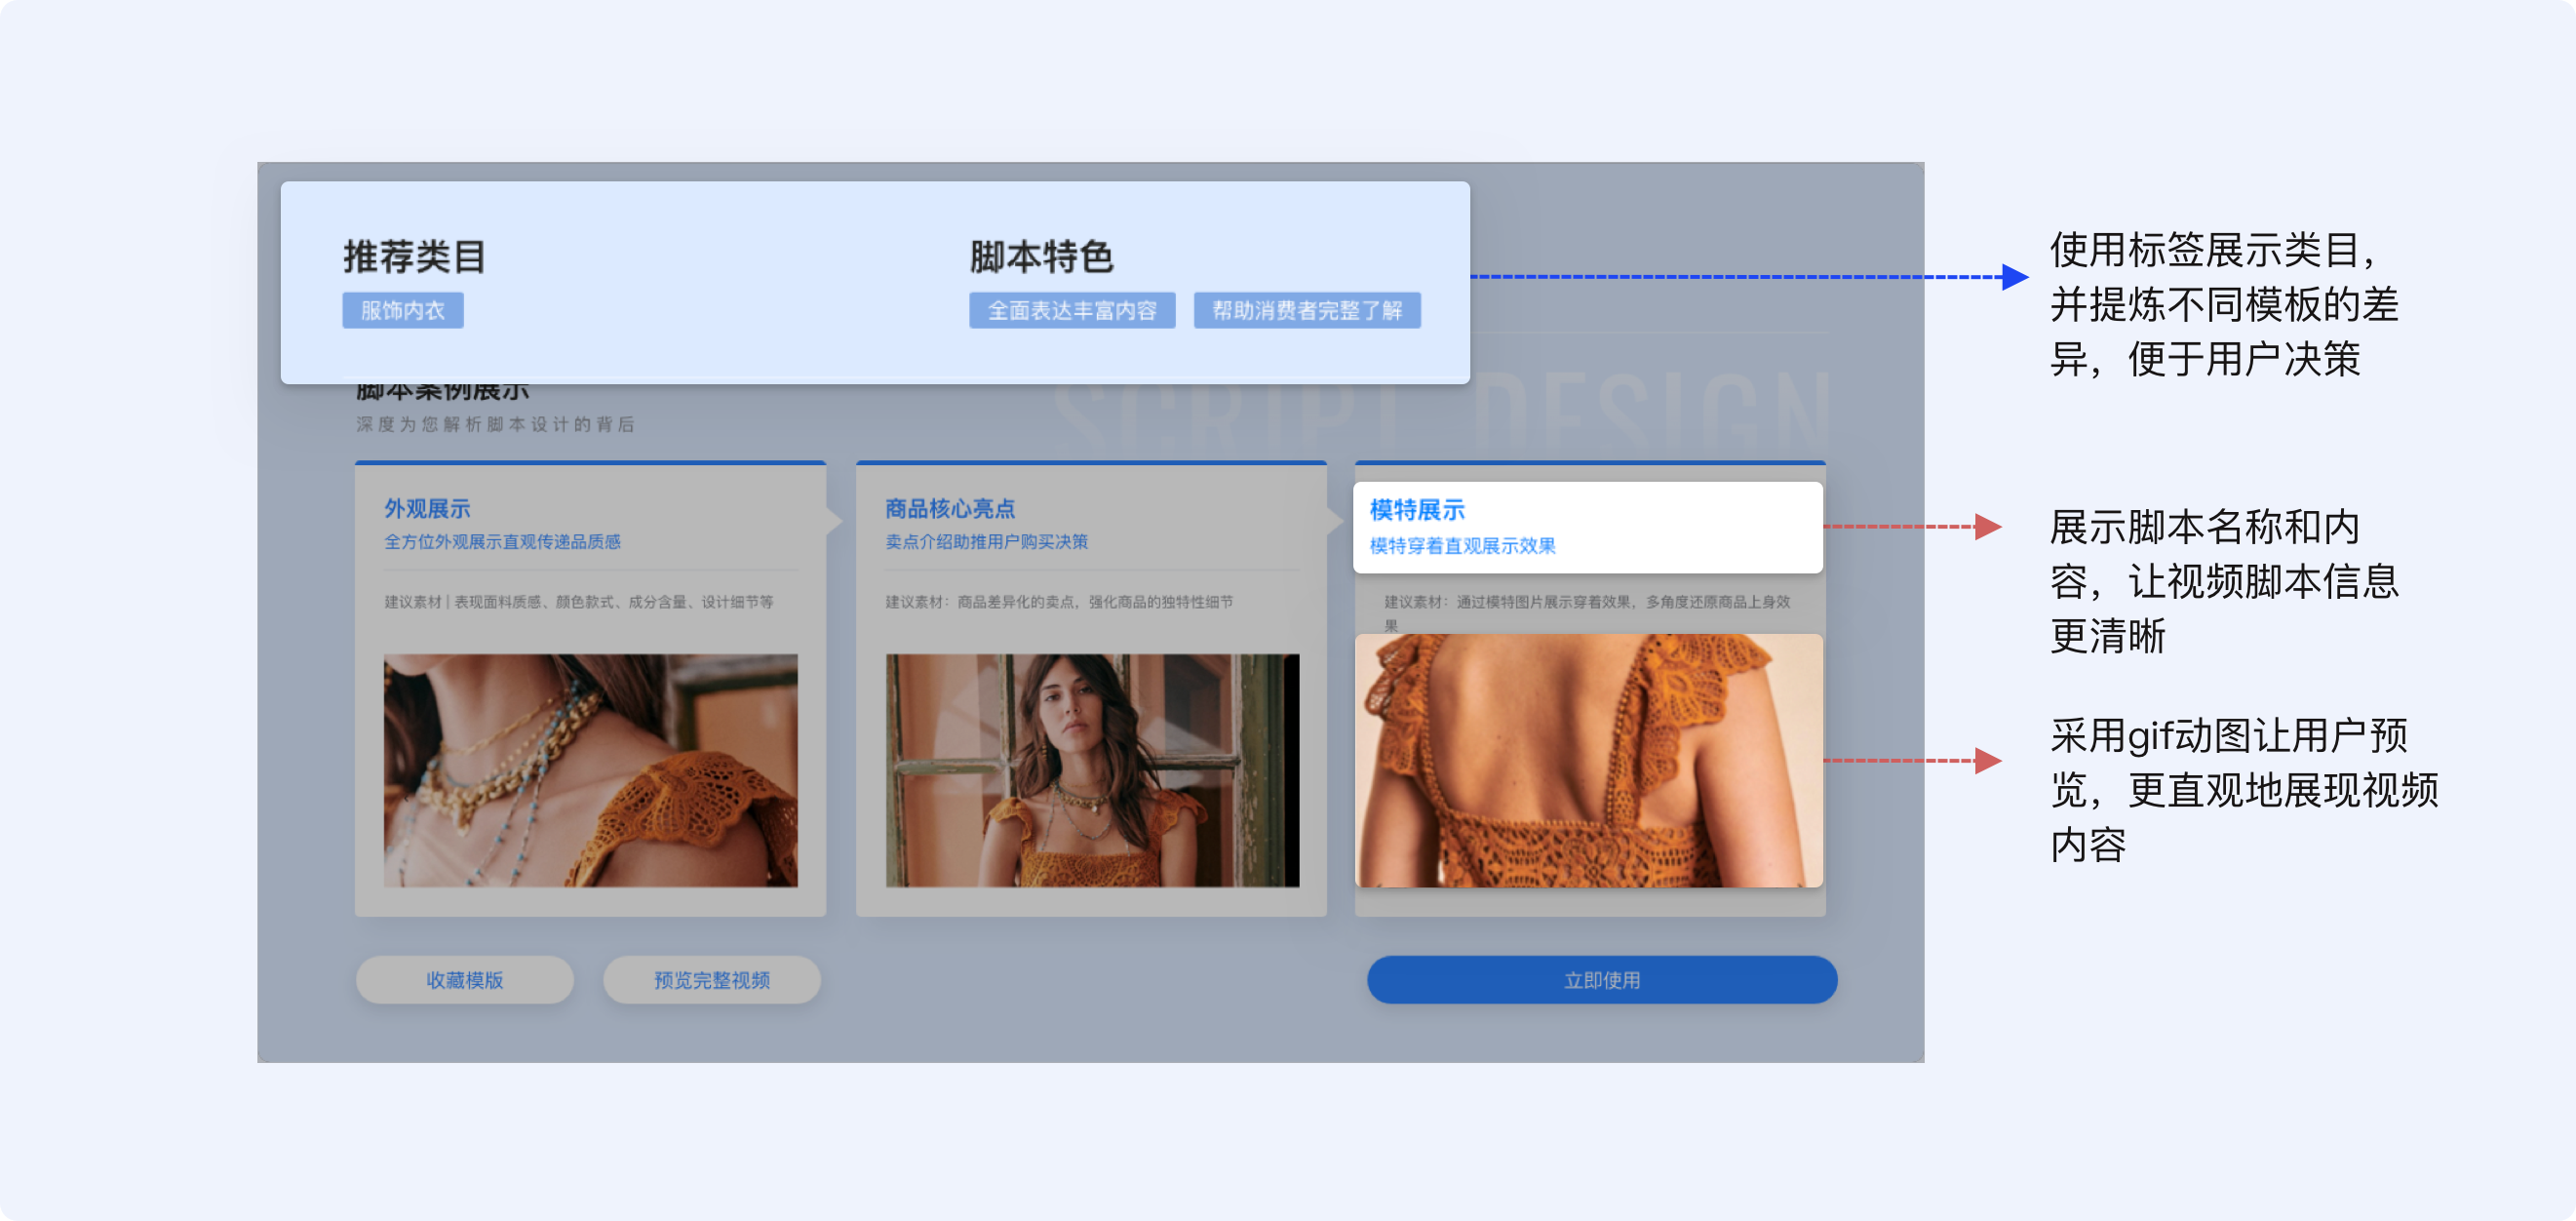 推荐类目
服饰内衣
脚本特色
全面表达丰富内容
帮助消费者完整了解
脚本案例展示
深度为您解析脚本设计的背后
SCRIPT DESIGN
外观展示
全方位外观展示直观传递品质感
建议素材 | 表现面料质感、颜色款式、成分含量、设计细节等
商品核心亮点
卖点介绍助推用户购买决策
建议素材：商品差异化的卖点，强化商品的独特性细节
模特展示
模特穿着直观展示效果
建议素材：通过模特图片展示穿着效果，多角度还原商品上身效
果
收藏模版
预览完整视频
立即使用
使用标签展示类目，
并提炼不同模板的差
异，便于用户决策
展示脚本名称和内
容，让视频脚本信息
更清晰
采用gif动图让用户预
览，更直观地展现视频
内容